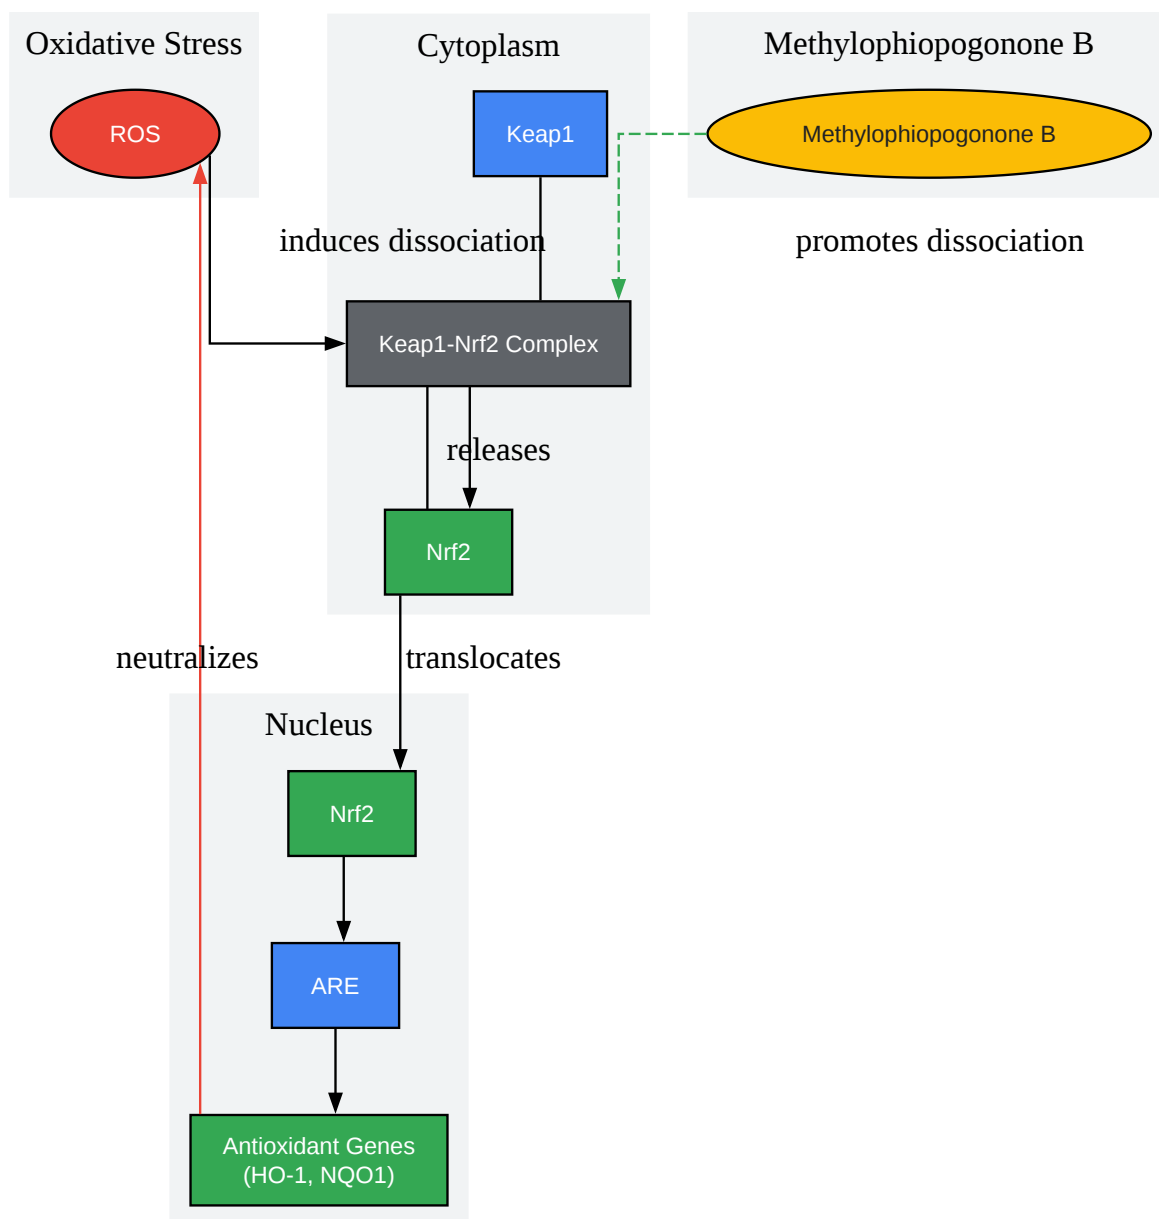 Oxidative Stress
Cytoplasm
Methylophiopogonone B
ROS
Keap1
Methylophiopogonone B
induces dissociation
promotes dissociation
Keap1-Nrf2 Complex
releases
Nrf2
neutralizes
translocates
Nucleus
Nrf2
ARE
Antioxidant Genes
(HO-1, NQO1)